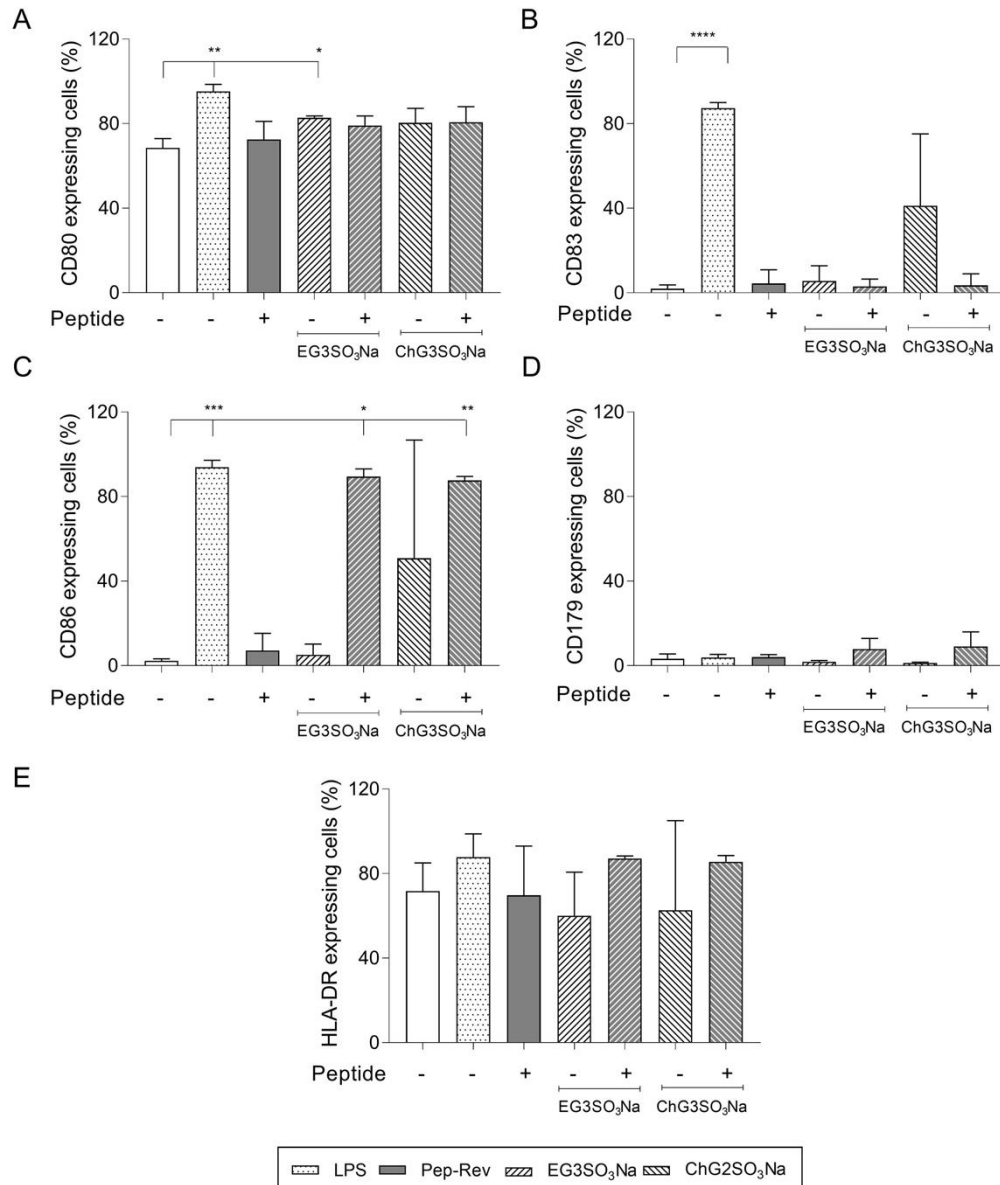 A
CD80 expressing cells (%)
120
80
40
0
** *
Peptide - - + - + - +
EG3SO₃Na ChG3SO₃Na
B
CD83 expressing cells (%)
120
80
40
0
****
Peptide - - + - + - +
EG3SO₃Na ChG3SO₃Na
C
CD86 expressing cells (%)
120
80
40
0
*** * **
Peptide - - + - + - +
EG3SO₃Na ChG3SO₃Na
D
CD179 expressing cells (%)
120
80
40
0
Peptide - - + - + - +
EG3SO₃Na ChG3SO₃Na
E
HLA-DR expressing cells (%)
120
80
40
0
Peptide - - + - + - +
EG3SO₃Na ChG3SO₃Na
LPS Pep-Rev EG3SO₃Na ChG2SO₃Na